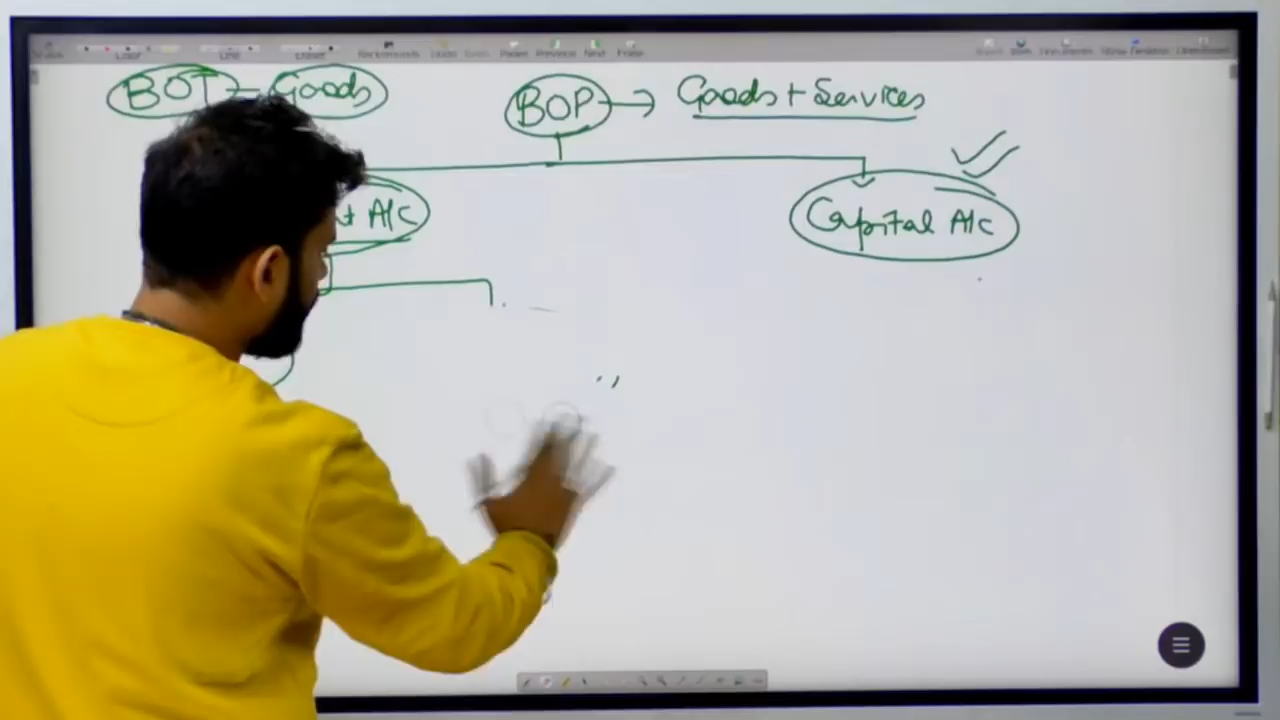 BOT - Goods
BOP → Goods + Services
t A/C
Capital A/C